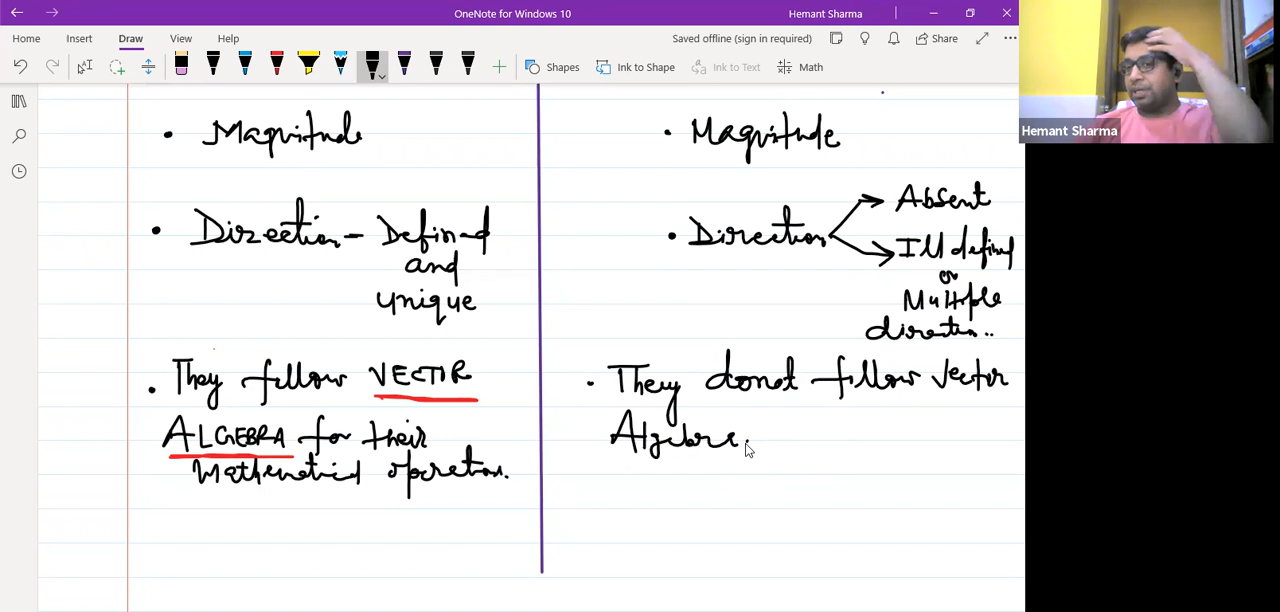 OneNote for Windows 10
Hemant Sharma
Home Insert Draw View Help
Saved offline (sign in required)
Share
Shapes
Ink to Shape
Ink to Text
Math
Hemant Sharma
• Magnitude
• Direction - Defined
and
unique
• They follow VECTOR
ALGEBRA for their
Mathematical operation.
• Magnitude
• Direction
Absent
Ill defined
or
Multiple
direction..
• They donot follow vector
Algebra.